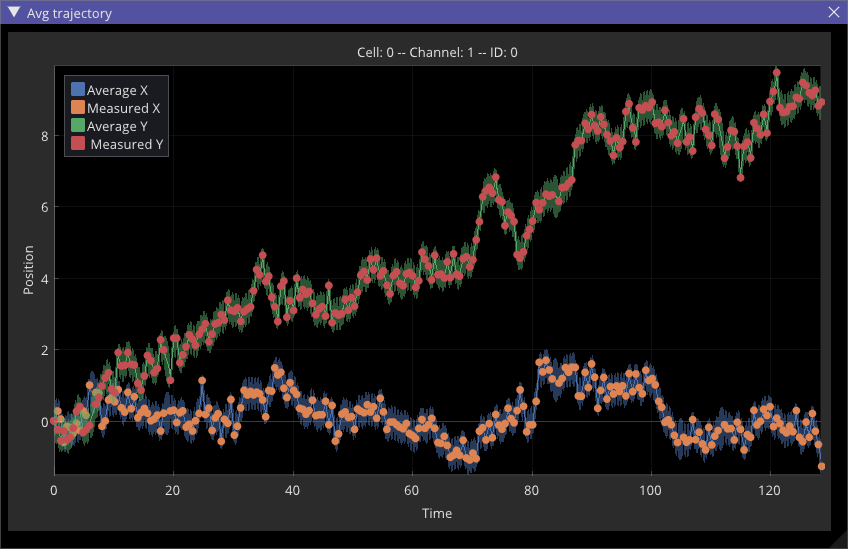 Avg trajectory
Cell: 0 -- Channel: 1 -- ID: 0
Average X
Measured X
Average Y
Measured Y
8
6
4
2
0
Position
0 20 40 60 80 100 120
Time